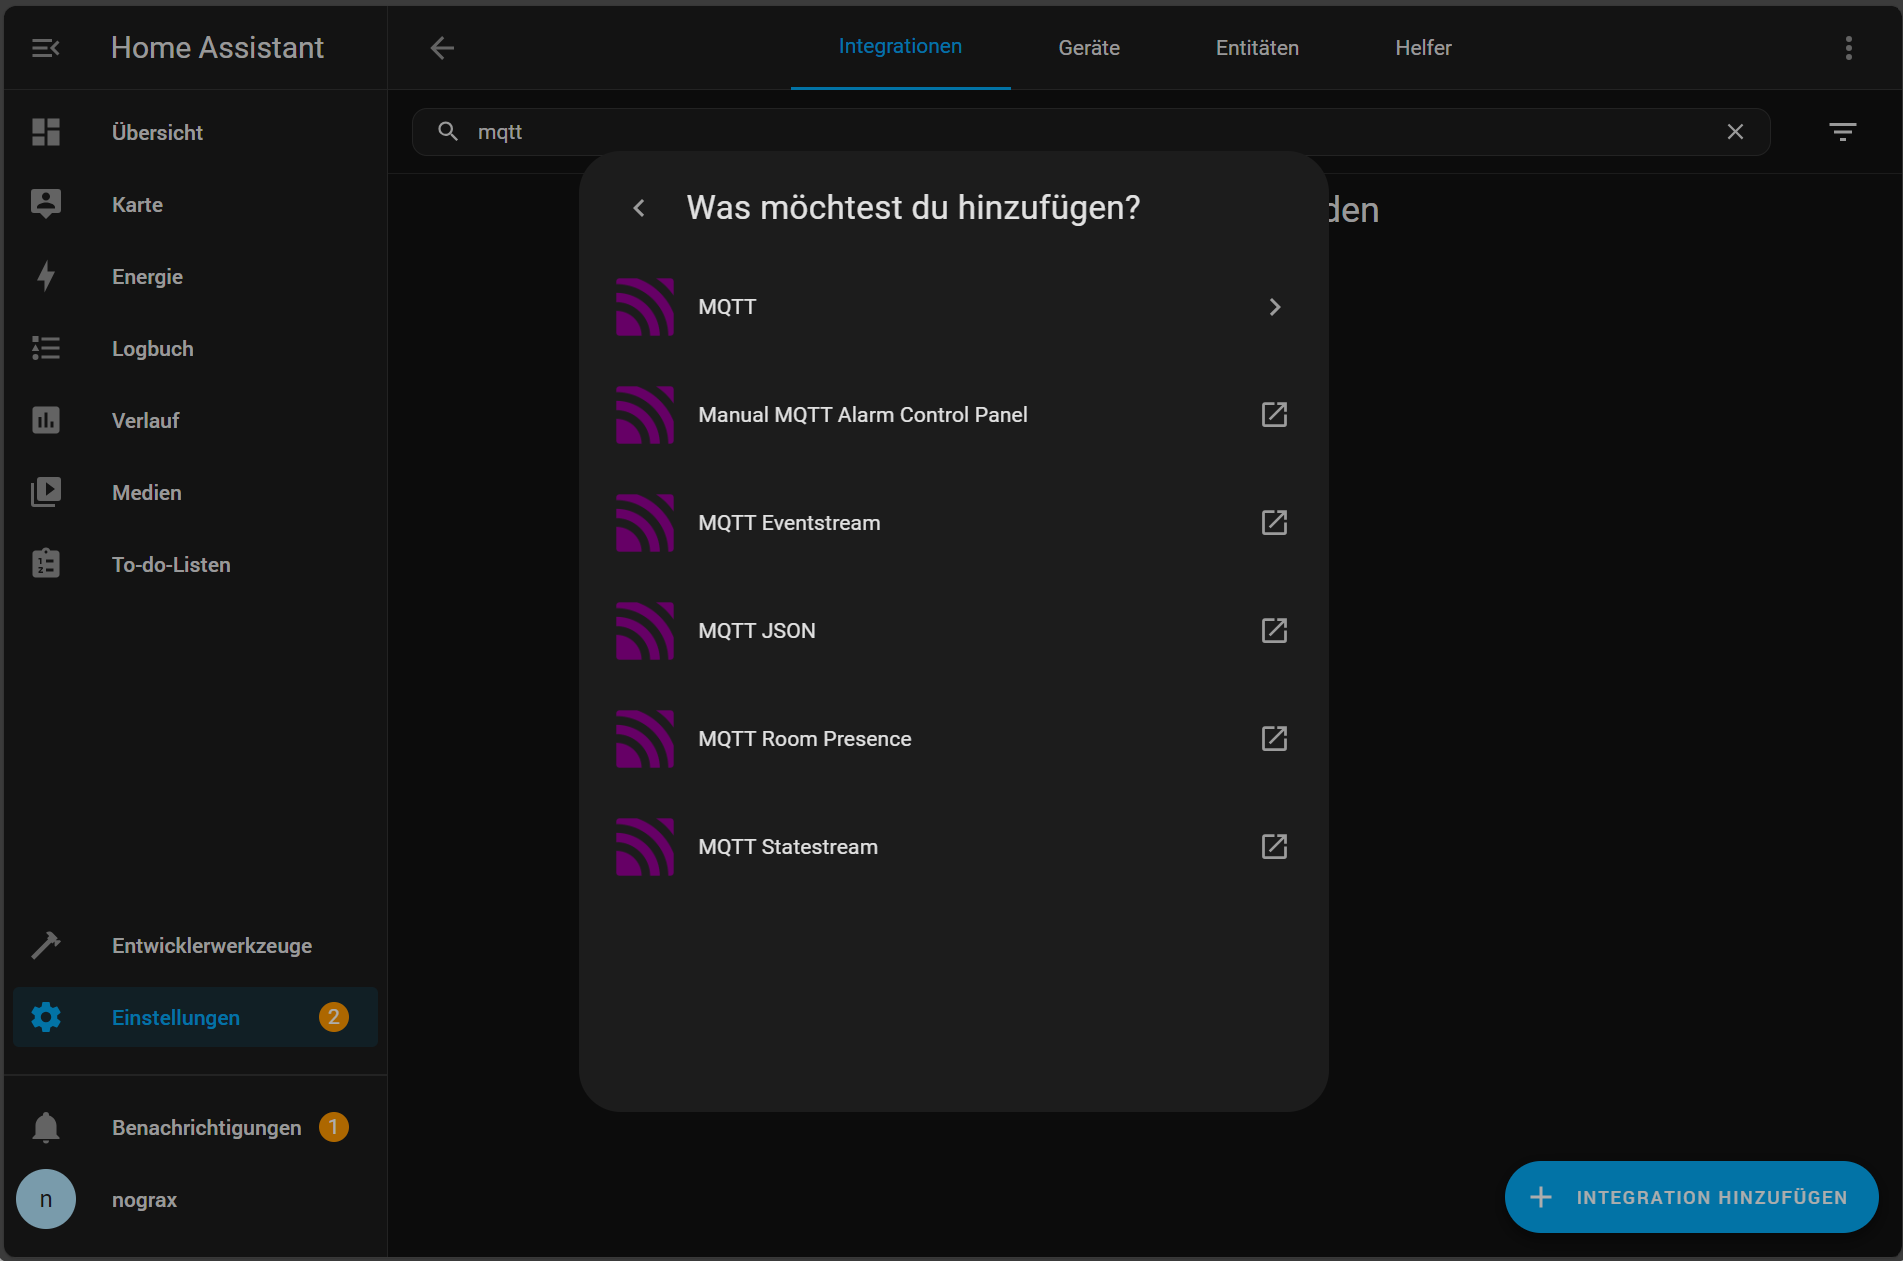 Home Assistant
Integrationen
Geräte
Entitäten
Helfer
Übersicht
Karte
Energie
Logbuch
Verlauf
Medien
To-do-Listen
Entwicklerwerkzeuge
Einstellungen 2
Benachrichtigungen 1
n nograx
mqtt
den
Was möchtest du hinzufügen?
MQTT
Manual MQTT Alarm Control Panel
MQTT Eventstream
MQTT JSON
MQTT Room Presence
MQTT Statestream
INTEGRATION HINZUFÜGEN